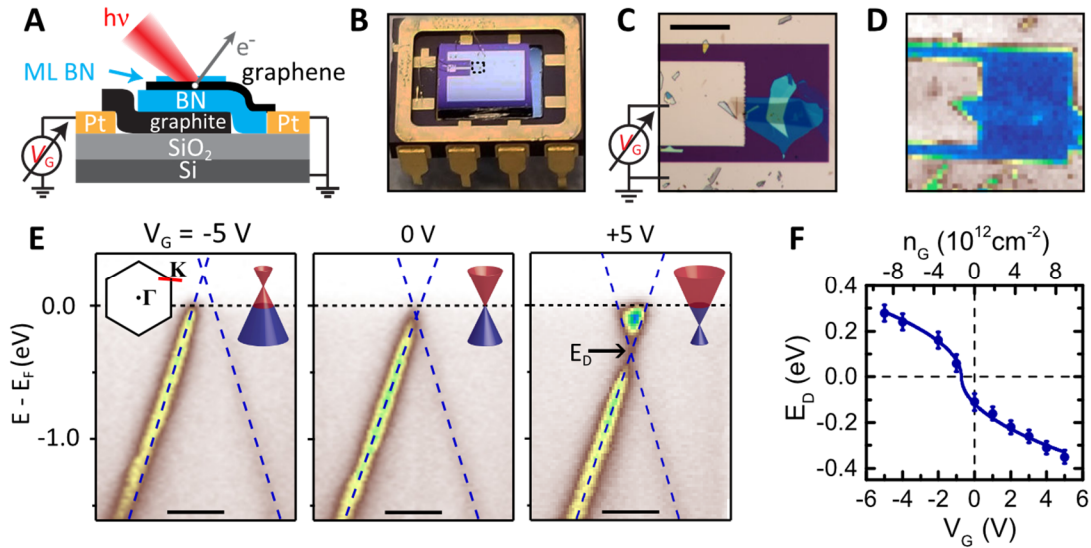 A
hν
e⁻
ML BN
graphene
BN
Pt
graphite
Pt
V_G
SiO₂
Si
B
C
V_G
D
E
V_G = -5 V
0 V
+5 V
K
·Γ
0.0
E_D
-1.0
E − E_F (eV)
F
n_G (10¹²cm⁻²)
-8 -4 0 4 8
0.4
0.2
0.0
-0.2
-0.4
E_D (eV)
-6 -4 -2 0 2 4 6
V_G (V)